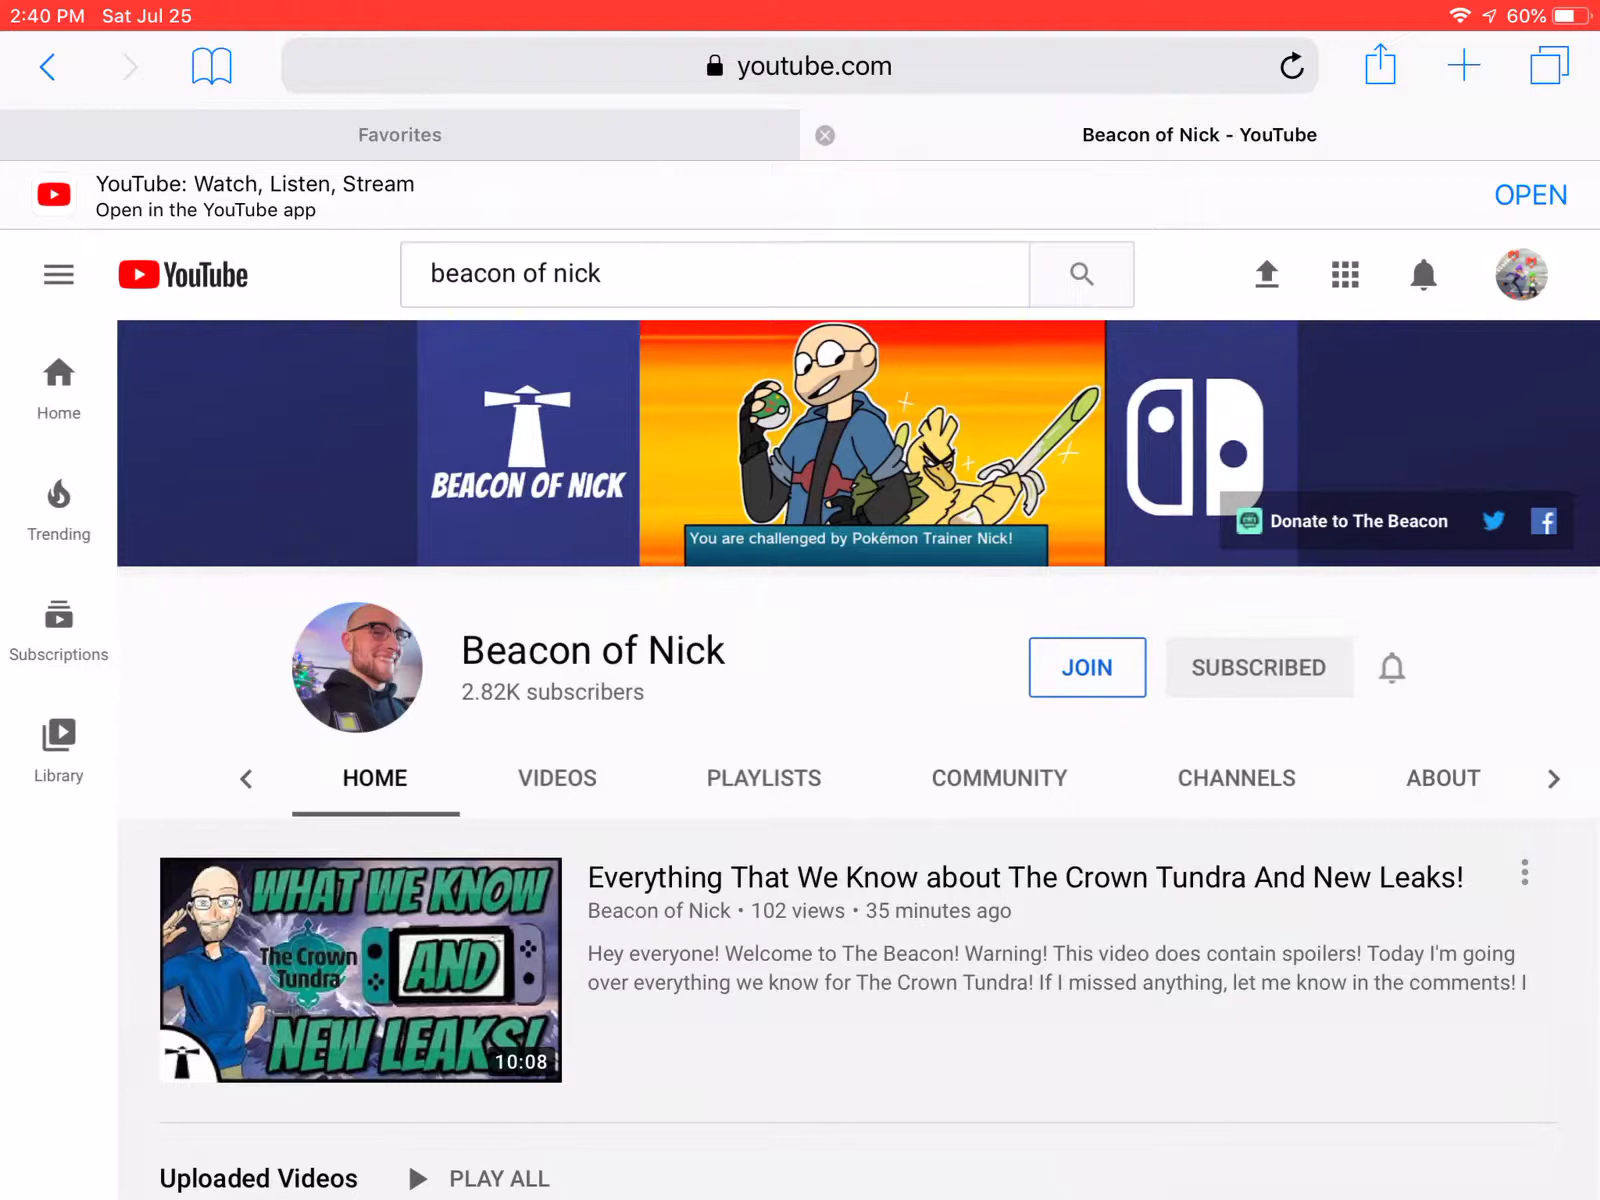 2:40 PM Sat Jul 25
60%
youtube.com
Favorites
Beacon of Nick - YouTube
YouTube: Watch, Listen, Stream
Open in the YouTube app
OPEN
YouTube
beacon of nick
Home
Trending
Subscriptions
Library
BEACON OF NICK
You are challenged by Pokémon Trainer Nick!
Donate to The Beacon
Beacon of Nick
2.82K subscribers
JOIN
SUBSCRIBED
HOME
VIDEOS
PLAYLISTS
COMMUNITY
CHANNELS
ABOUT
WHAT WE KNOW
The Crown
Tundra
AND
NEW LEAKS!
10:08
Everything That We Know about The Crown Tundra And New Leaks!
Beacon of Nick • 102 views • 35 minutes ago
Hey everyone! Welcome to The Beacon! Warning! This video does contain spoilers! Today I'm going
over everything we know for The Crown Tundra! If I missed anything, let me know in the comments! I
Uploaded Videos
PLAY ALL